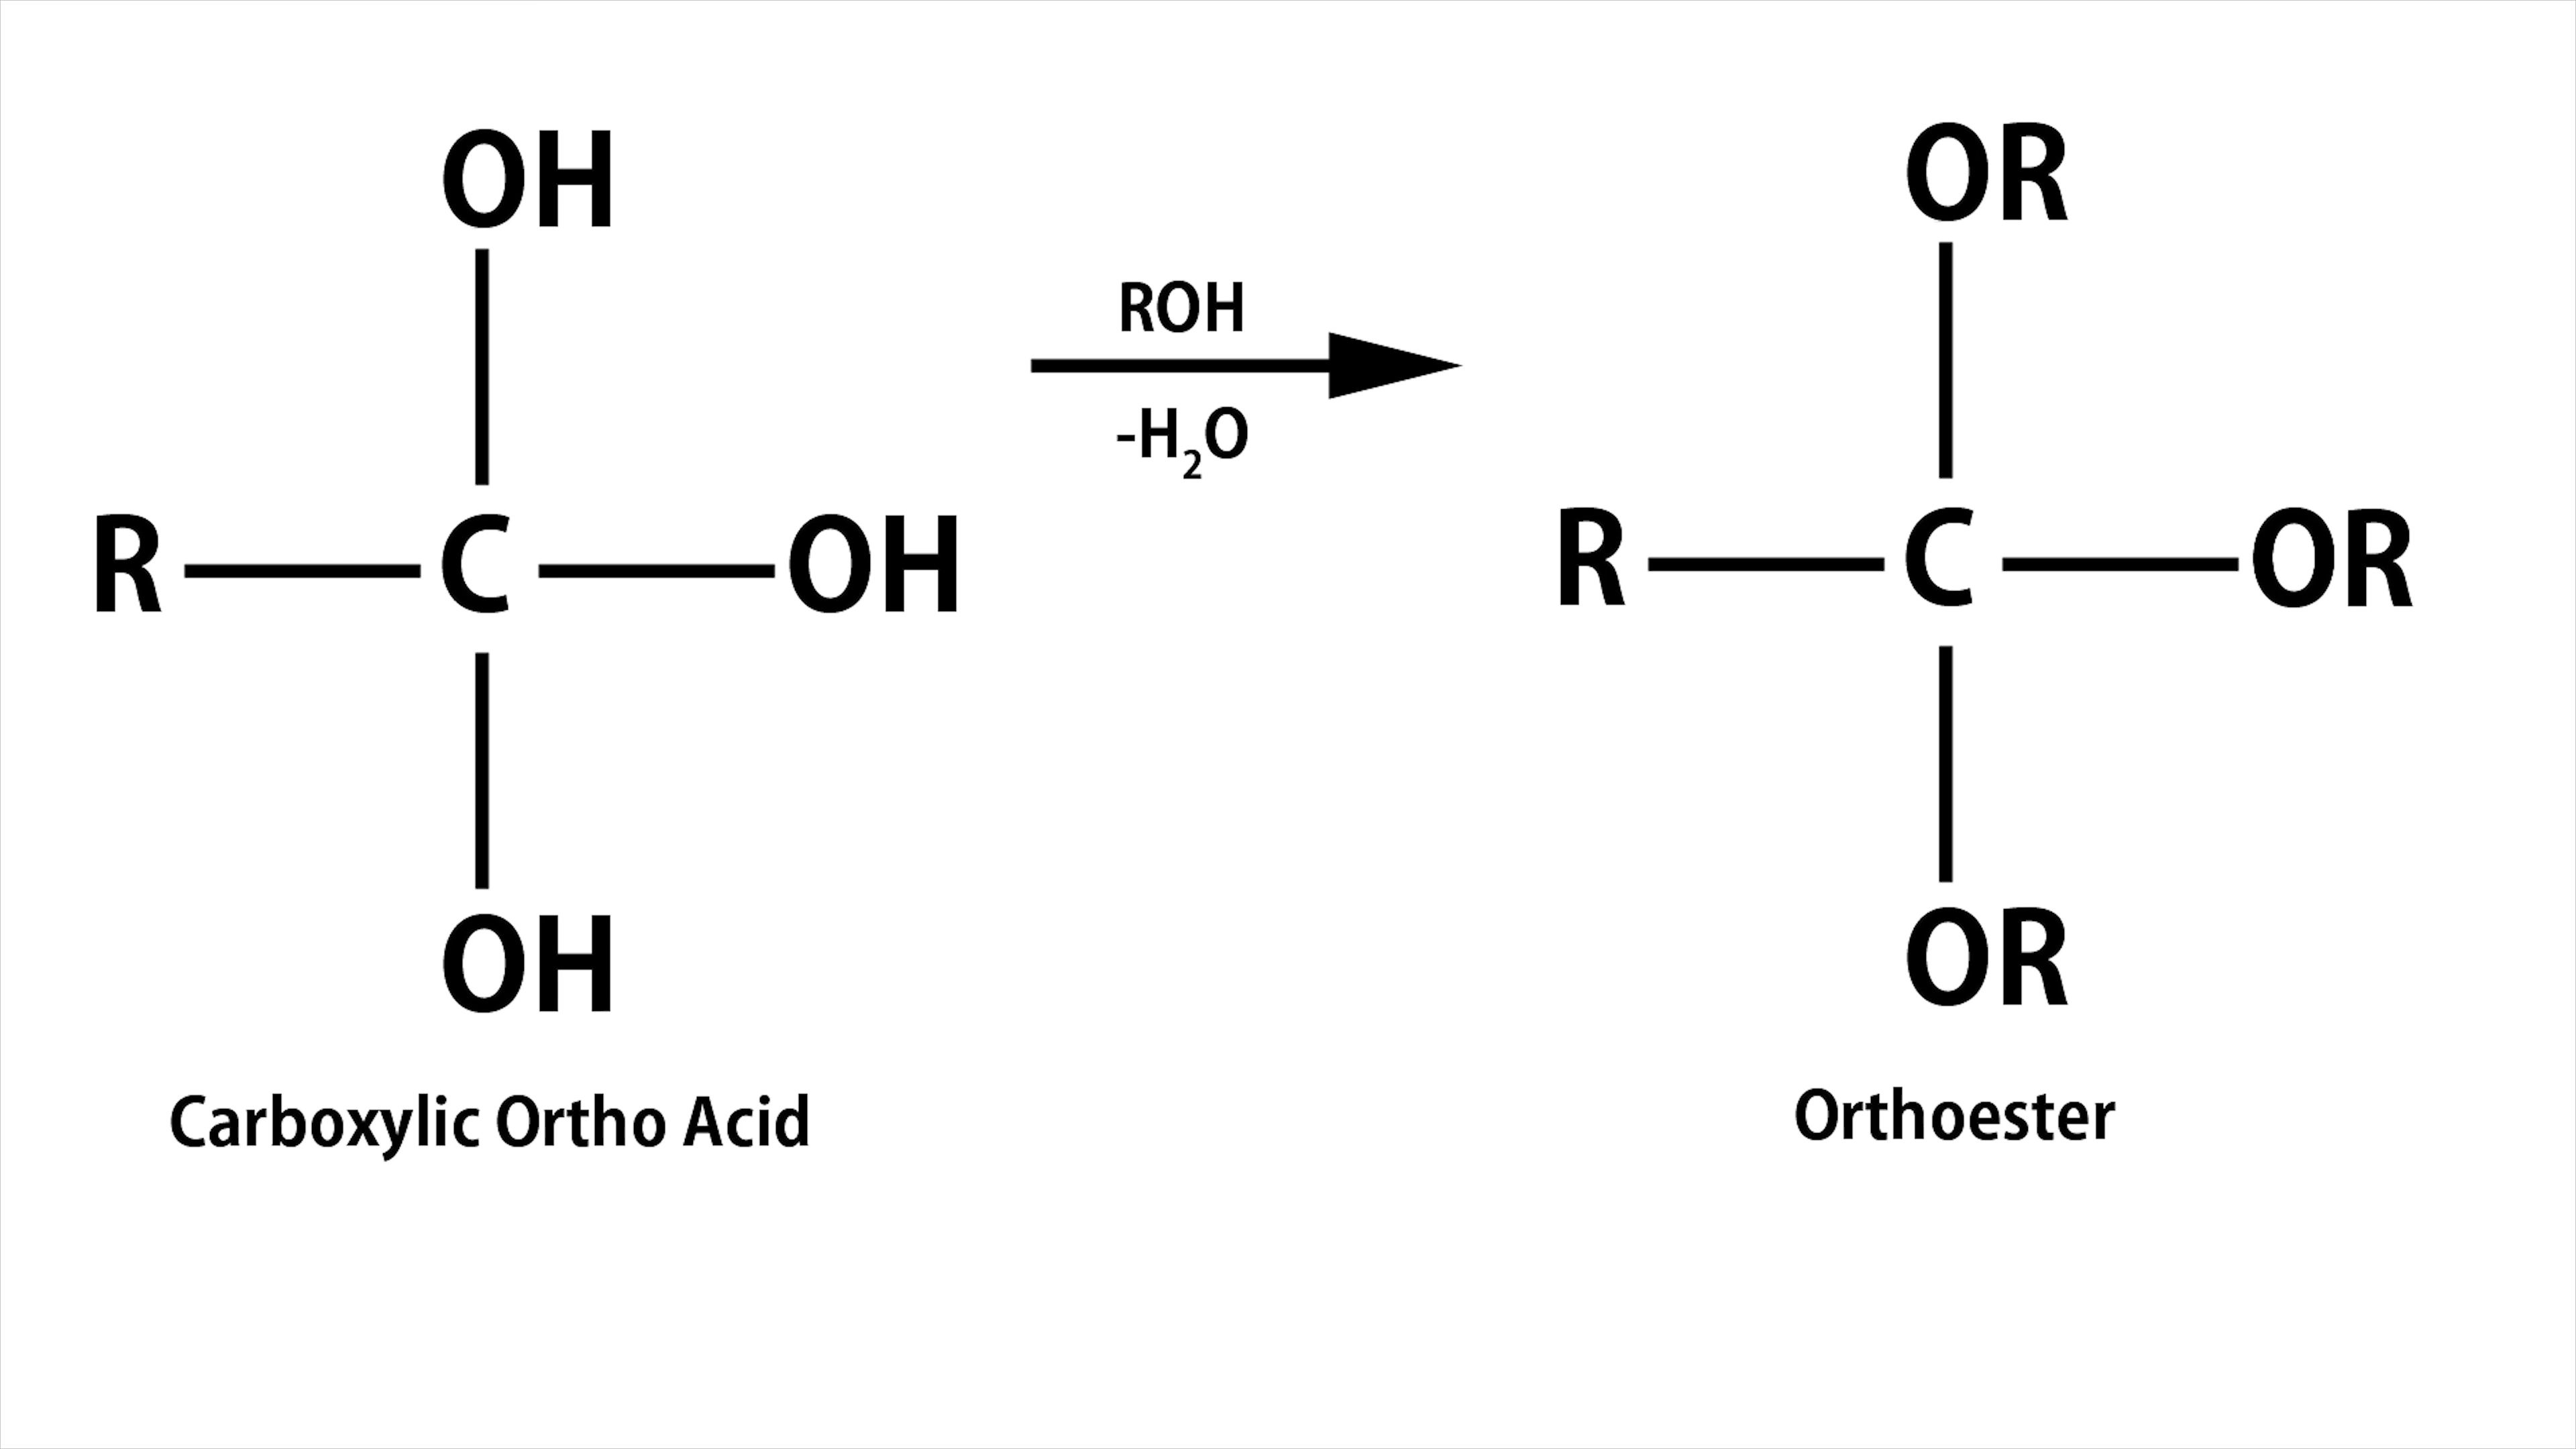 OH
R C OH
OH
Carboxylic Ortho Acid
ROH
-H₂O
OR
R C OR
OR
Orthoester